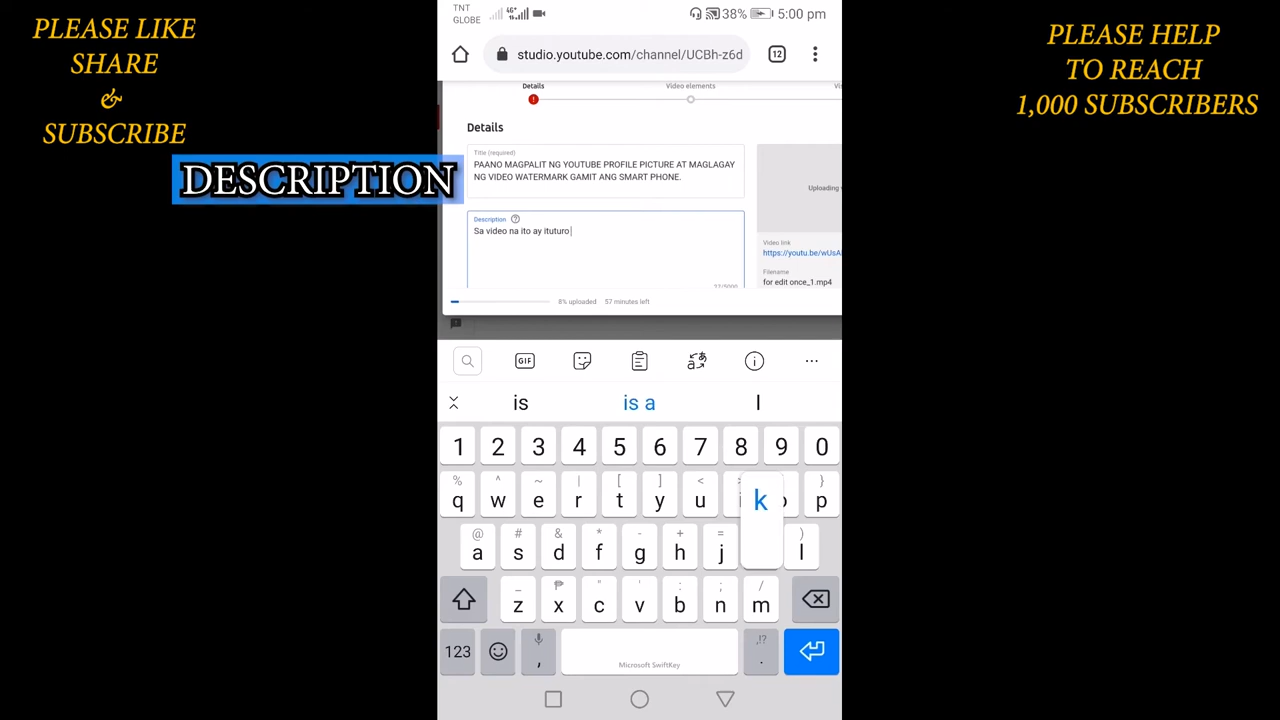 PLEASE LIKE
SHARE
&
SUBSCRIBE
DESCRIPTION
PLEASE HELP
TO REACH
1,000 SUBSCRIBERS
TNT
GLOBE
4G+
38%
5:00 pm
studio.youtube.com/channel/UCBh-z6d
12
Details
Video elements
Details
Title (required)
PAANO MAGPALIT NG YOUTUBE PROFILE PICTURE AT MAGLAGAY
NG VIDEO WATERMARK GAMIT ANG SMART PHONE.
Uploading
Description
Sa video na ito ay ituturo
Video link
https://youtu.be/wUsA
Filename
for edit once_1.mp4
8% uploaded 57 minutes left
GIF
is is a I
1 2 3 4 5 6 7 8 9 0
% ^ ~ | [ ] < }
q w e r t y u k p
@ # & * - + = )
a s d f g h j l
_ ₱ " ' : ; /
z x c v b n m
123 , Microsoft SwiftKey ,!? .